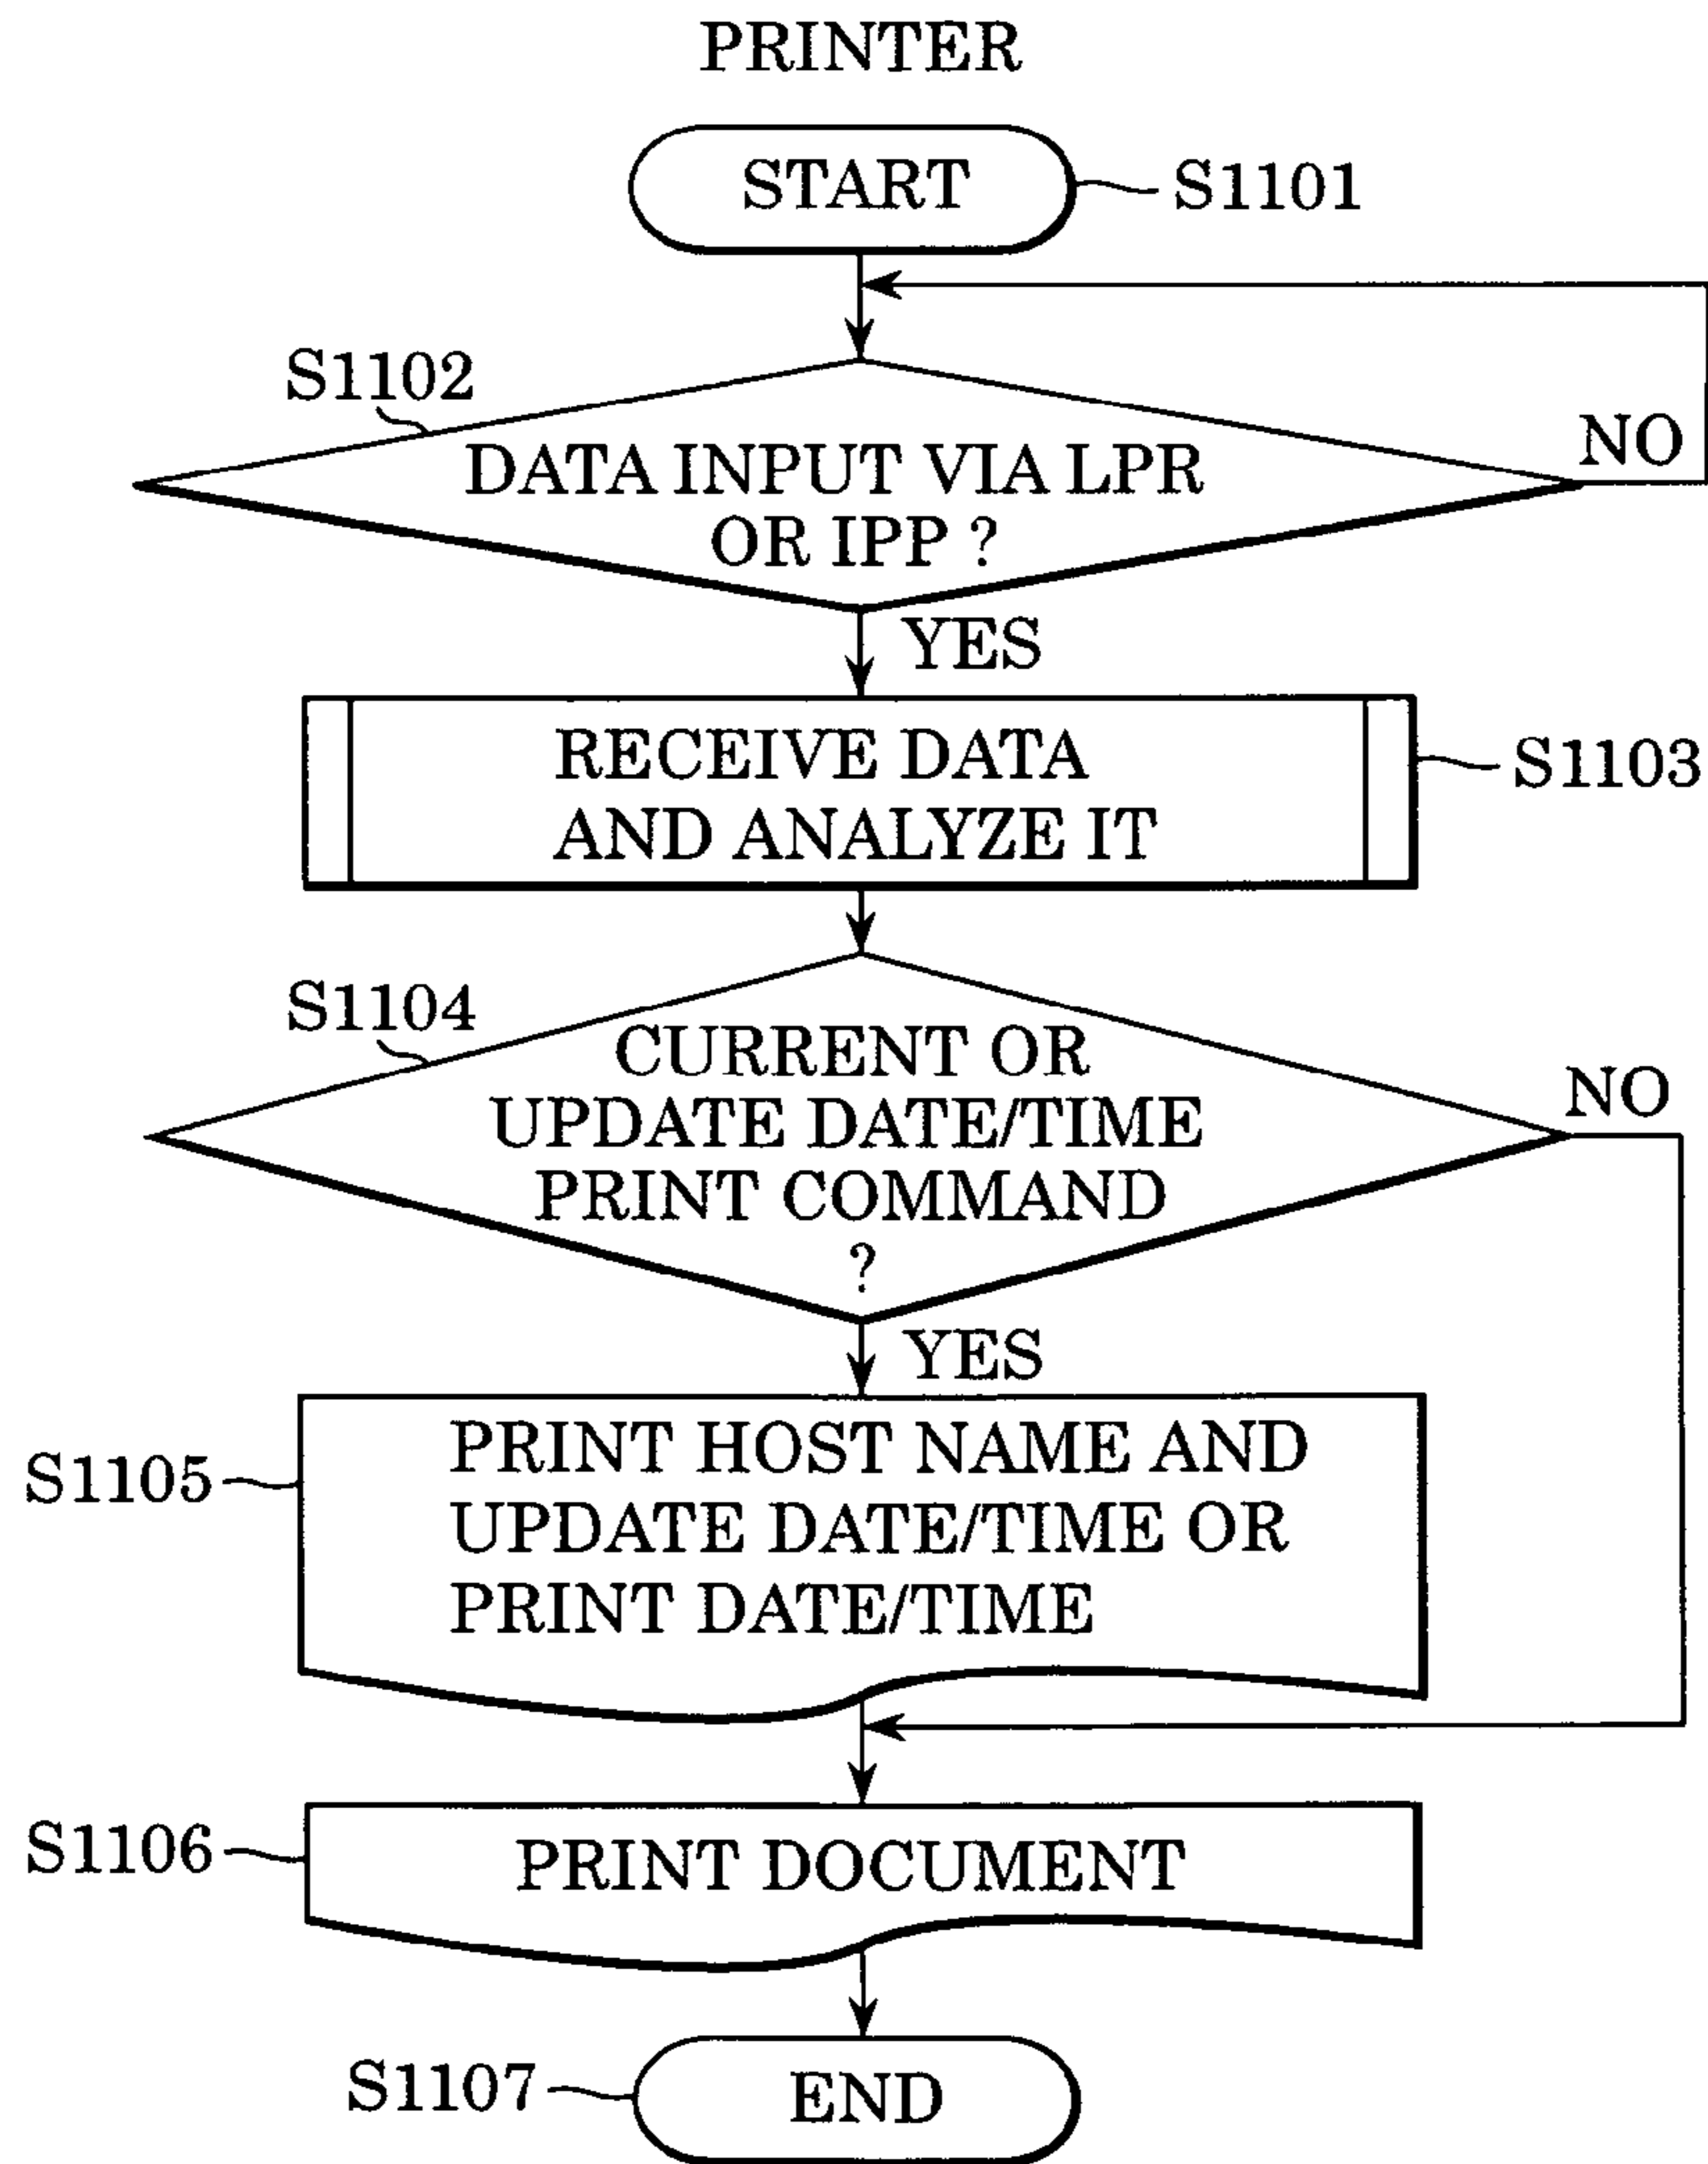 PRINTER
START
S1101
S1102
NO
DATA INPUT VIA LPR
OR IPP ?
YES
RECEIVE DATA
AND ANALYZE IT
S1103
S1104
CURRENT OR
UPDATE DATE/TIME
PRINT COMMAND
?
NO
YES
S1105
PRINT HOST NAME AND
UPDATE DATE/TIME OR
PRINT DATE/TIME
S1106
PRINT DOCUMENT
S1107
END